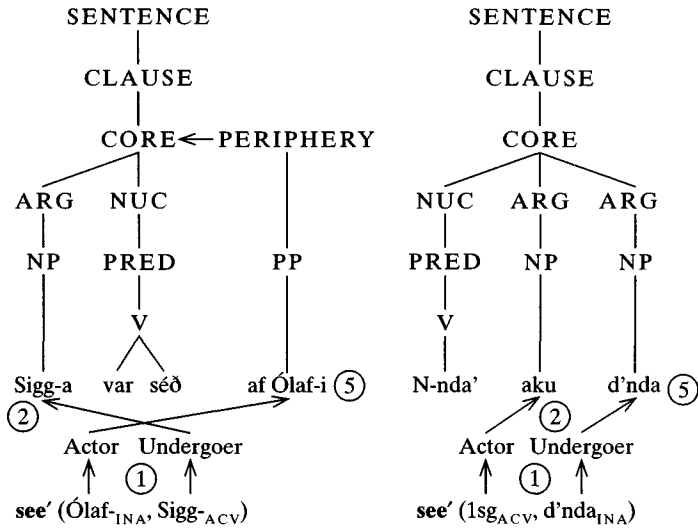 SENTENCE SENTENCE
CLAUSE CLAUSE
CORE PERIPHERY CORE
ARG NUC NUC ARG ARG
NP PRED PP PRED NP NP
V V
Sigg-a var séð af Ólaf-i 5 N-nda' aku d'nda 5
2 2
Actor Undergoer Actor Undergoer
1 1
see′ (Ólaf-INA, Sigg-ACV) see′ (1sgACV, d'ndaINA)